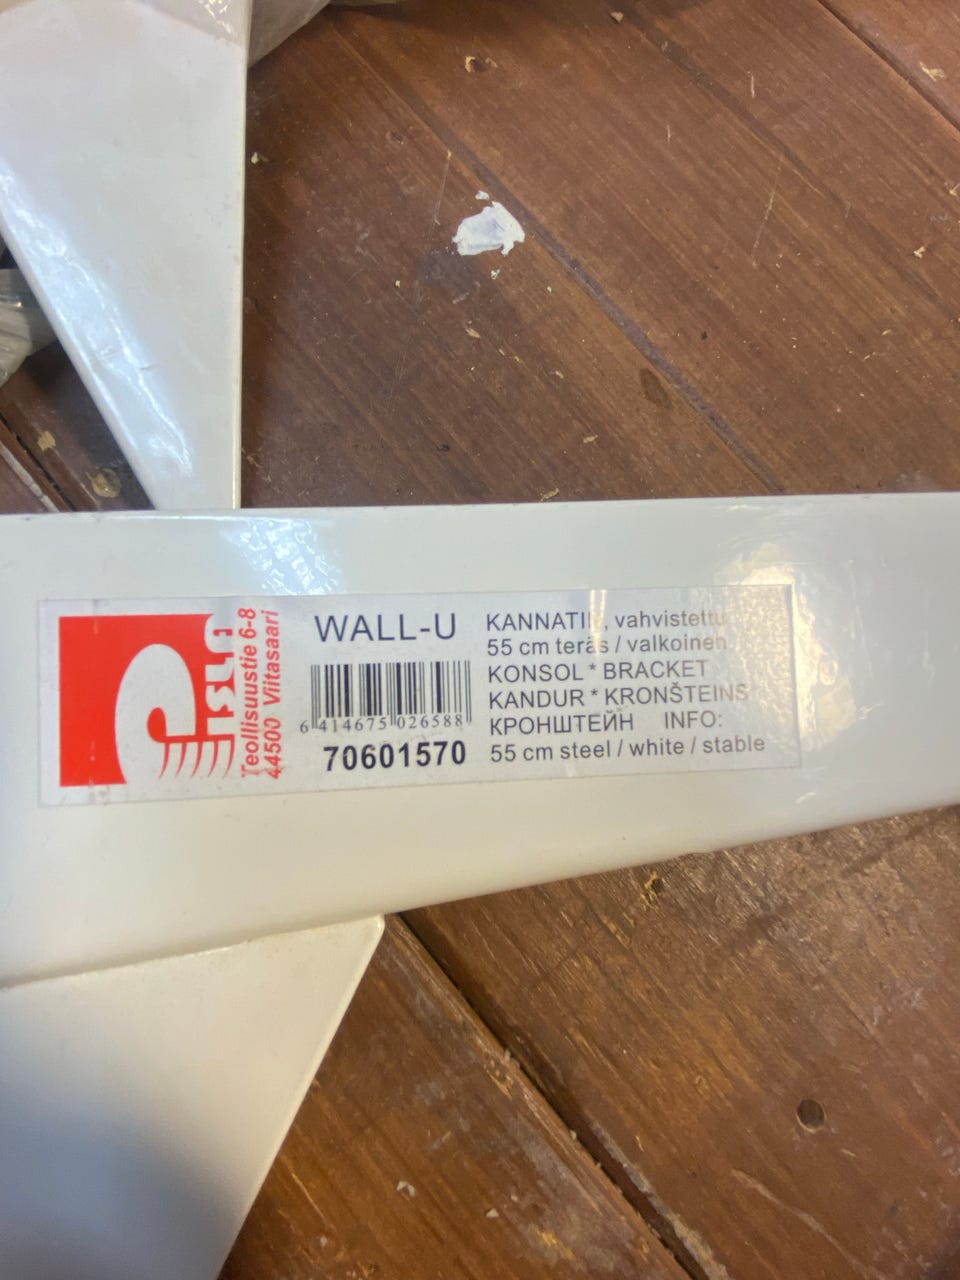 PISLA
Teollisuustie 6-8
44500 Viitasaari
WALL-U
6 414675 026588
70601570
KANNATIN, vahvistettu
55 cm teräs / valkoinen
KONSOL * BRACKET
KANDUR * KRONŠTEINS
КРОНШТЕЙН INFO:
55 cm steel / white / stable